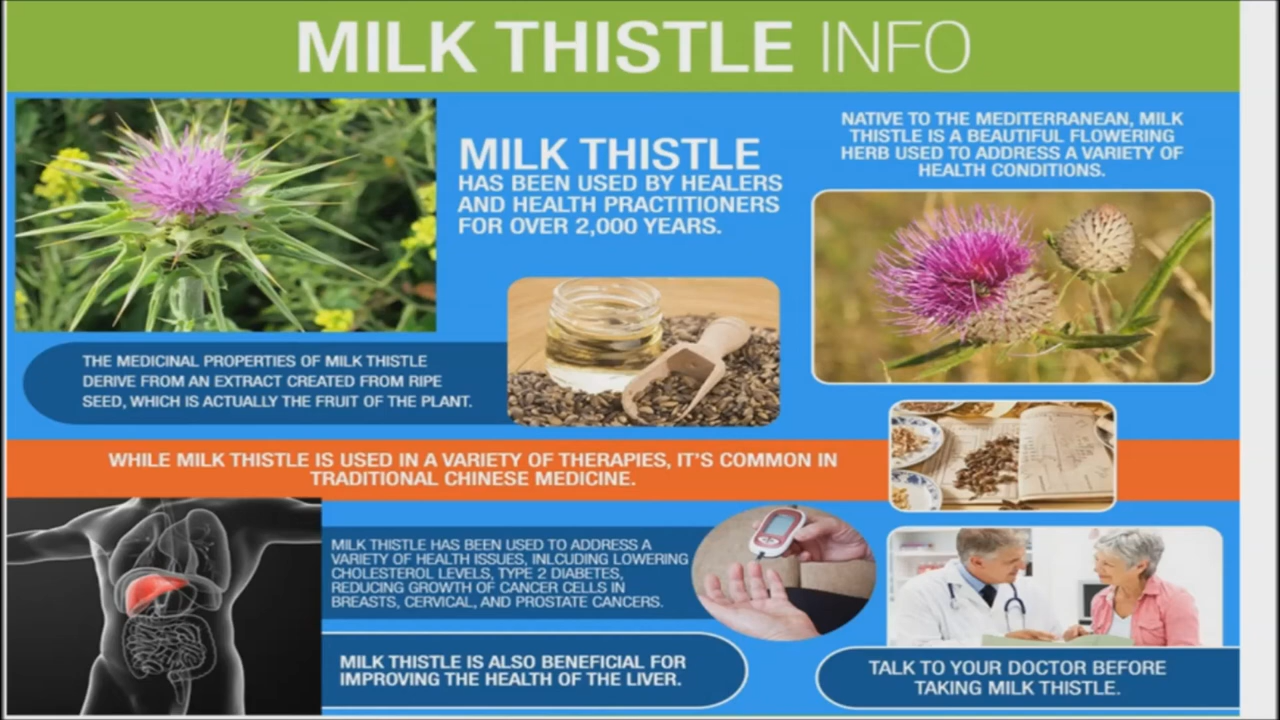 MILK THISTLE INFO
MILK THISTLE
HAS BEEN USED BY HEALERS
AND HEALTH PRACTITIONERS
FOR OVER 2,000 YEARS.
NATIVE TO THE MEDITERRANEAN, MILK
THISTLE IS A BEAUTIFUL FLOWERING
HERB USED TO ADDRESS A VARIETY OF
HEALTH CONDITIONS.
THE MEDICINAL PROPERTIES OF MILK THISTLE
DERIVE FROM AN EXTRACT CREATED FROM RIPE
SEED, WHICH IS ACTUALLY THE FRUIT OF THE PLANT.
WHILE MILK THISTLE IS USED IN A VARIETY OF THERAPIES, IT'S COMMON IN
TRADITIONAL CHINESE MEDICINE.
MILK THISTLE HAS BEEN USED TO ADDRESS A
VARIETY OF HEALTH ISSUES, INLCUDING LOWERING
CHOLESTEROL LEVELS, TYPE 2 DIABETES,
REDUCING GROWTH OF CANCER CELLS IN
BREASTS, CERVICAL, AND PROSTATE CANCERS.
MILK THISTLE IS ALSO BENEFICIAL FOR
IMPROVING THE HEALTH OF THE LIVER.
TALK TO YOUR DOCTOR BEFORE
TAKING MILK THISTLE.